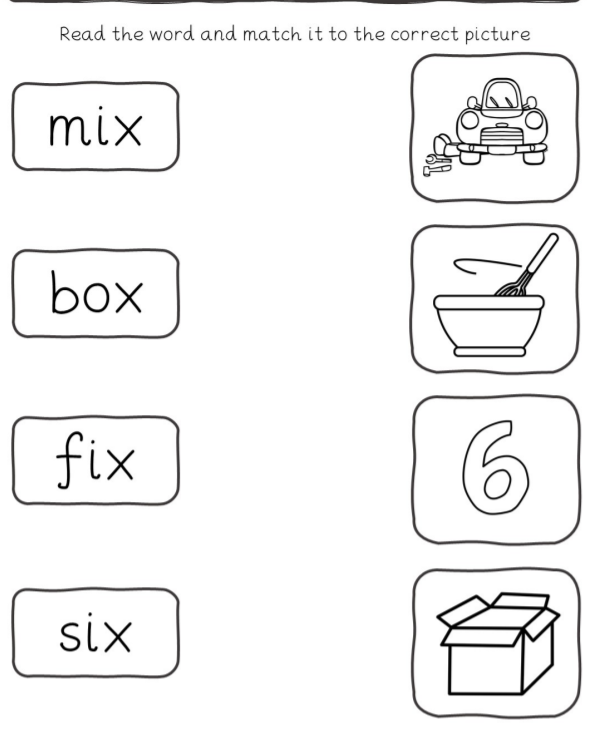 Read the word and match it to the correct picture
mix
box
fix
6
six